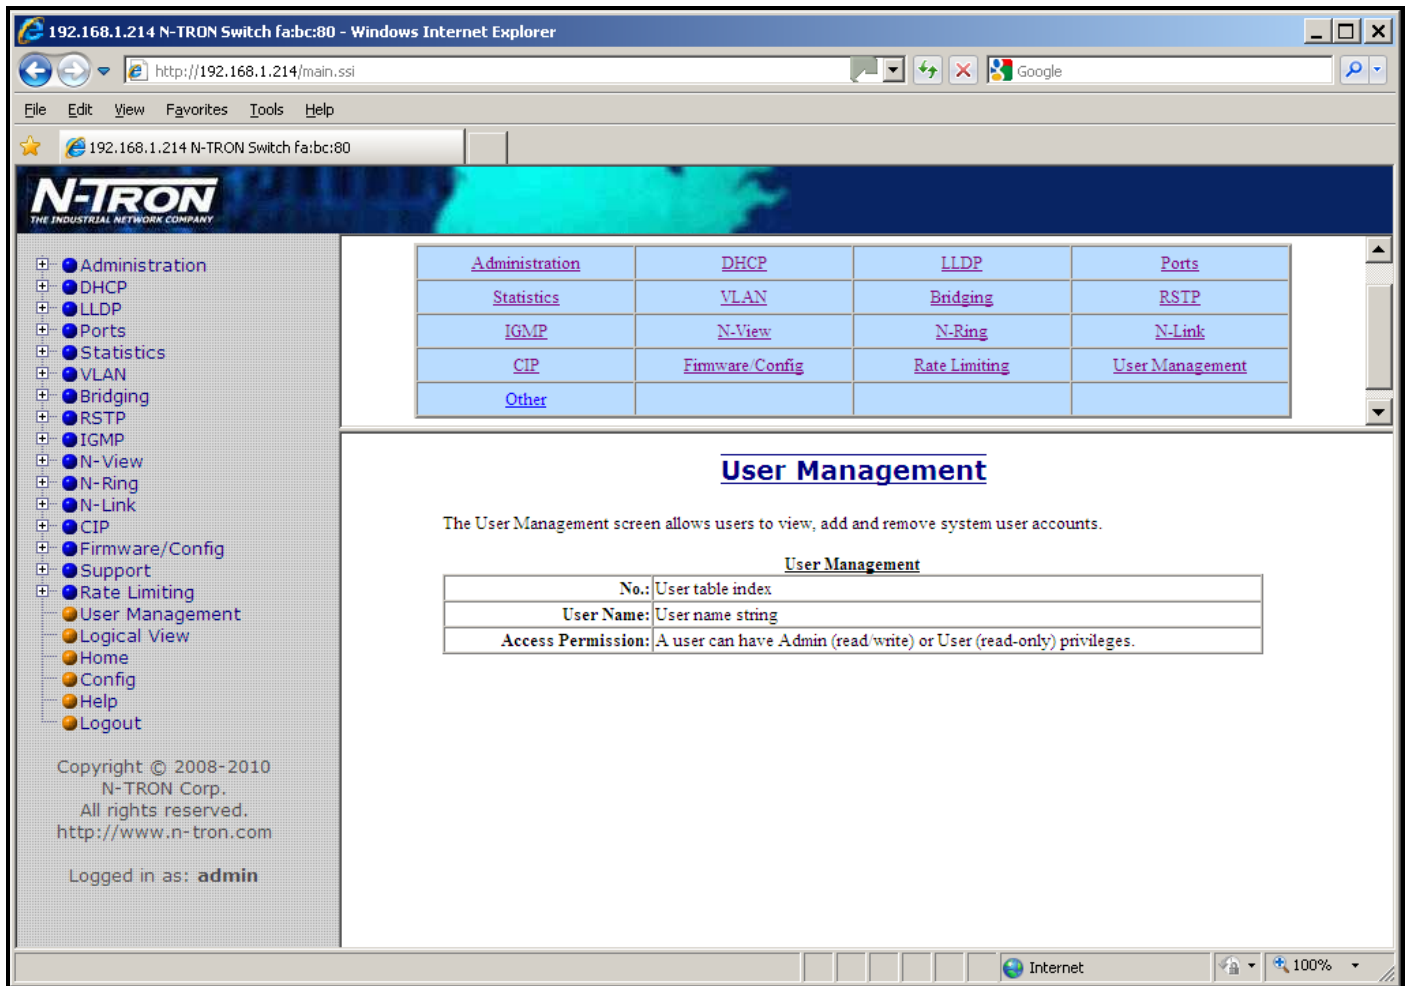 192.168.1.214 N-TRON Switch fa:bc:80 - Windows Internet Explorer
http://192.168.1.214/main.ssi
Google
File Edit View Favorites Tools Help
192.168.1.214 N-TRON Switch fa:bc:80
N-TRON
THE INDUSTRIAL NETWORK COMPANY
Administration
DHCP
LLDP
Ports
Statistics
VLAN
Bridging
RSTP
IGMP
N-View
N-Ring
N-Link
CIP
Firmware/Config
Support
Rate Limiting
User Management
Logical View
Home
Config
Help
Logout
Copyright © 2008-2010
N-TRON Corp.
All rights reserved.
http://www.n-tron.com
Logged in as: admin
Administration DHCP LLDP Ports
Statistics VLAN Bridging RSTP
IGMP N-View N-Ring N-Link
CIP Firmware/Config Rate Limiting User Management
Other
User Management
The User Management screen allows users to view, add and remove system user accounts.
User Management
No.: User table index
User Name: User name string
Access Permission: A user can have Admin (read/write) or User (read-only) privileges.
Internet
100%